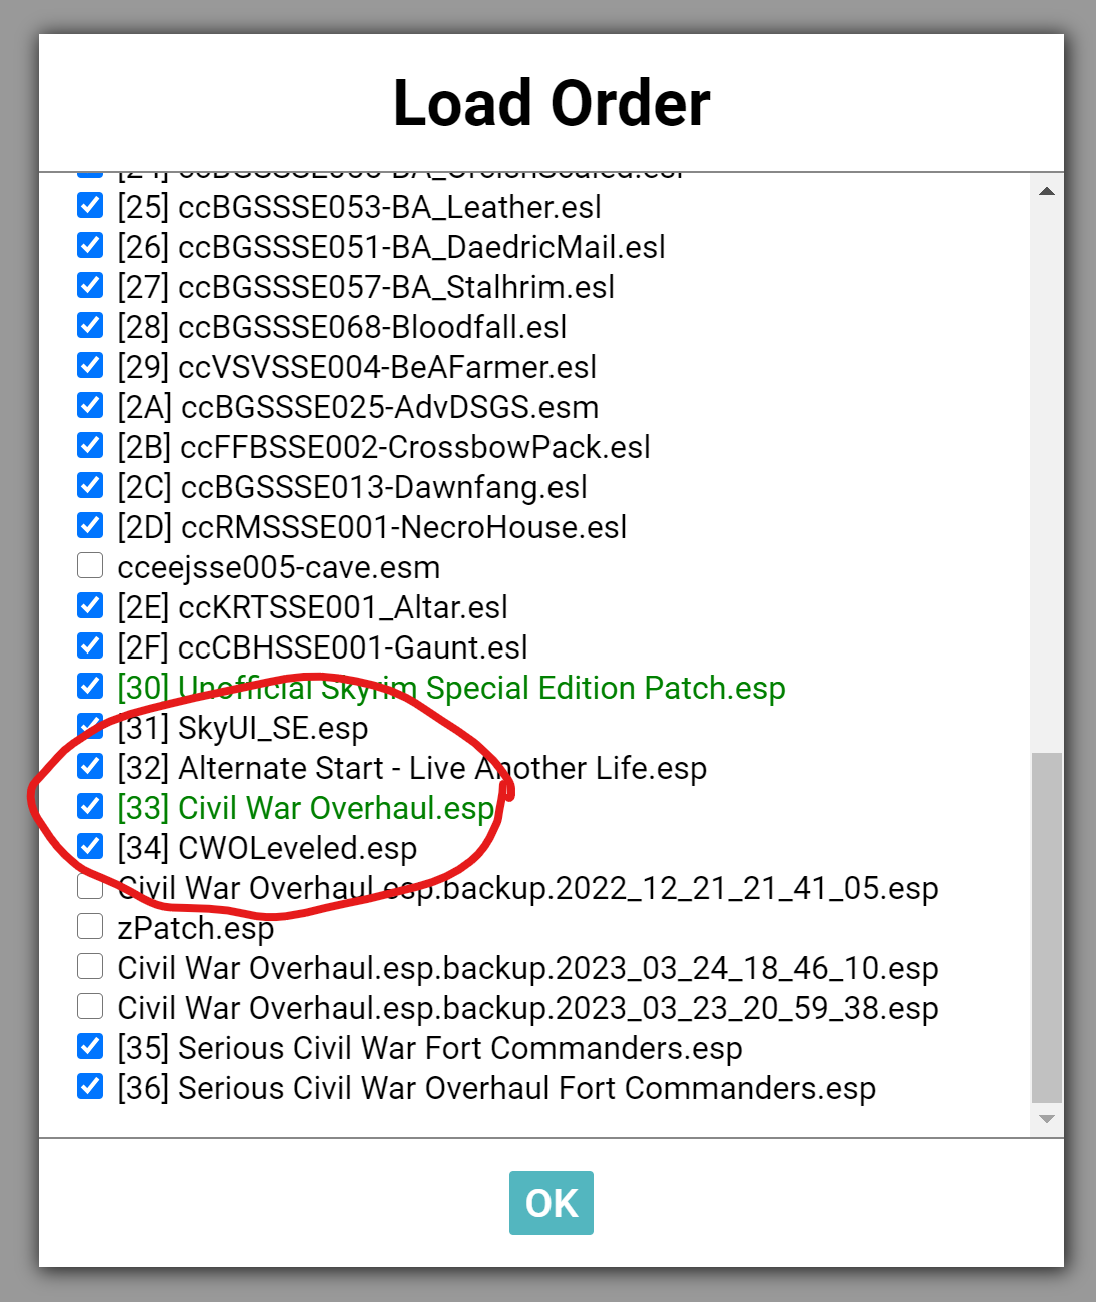 Load Order
[25] ccBGSSSE053-BA_Leather.esl
[26] ccBGSSSE051-BA_DaedricMail.esl
[27] ccBGSSSE057-BA_Stalhrim.esl
[28] ccBGSSSE068-Bloodfall.esl
[29] ccVSVSSE004-BeAFarmer.esl
[2A] ccBGSSSE025-AdvDSGS.esm
[2B] ccFFBSSE002-CrossbowPack.esl
[2C] ccBGSSSE013-Dawnfang.esl
[2D] ccRMSSSE001-NecroHouse.esl
cceejsse005-cave.esm
[2E] ccKRTSSE001_Altar.esl
[2F] ccCBHSSE001-Gaunt.esl
[30] Unofficial Skyrim Special Edition Patch.esp
[31] SkyUI_SE.esp
[32] Alternate Start - Live Another Life.esp
[33] Civil War Overhaul.esp
[34] CWOLeveled.esp
Civil War Overhaul.esp.backup.2022_12_21_21_41_05.esp
zPatch.esp
Civil War Overhaul.esp.backup.2023_03_24_18_46_10.esp
Civil War Overhaul.esp.backup.2023_03_23_20_59_38.esp
[35] Serious Civil War Fort Commanders.esp
[36] Serious Civil War Overhaul Fort Commanders.esp
OK